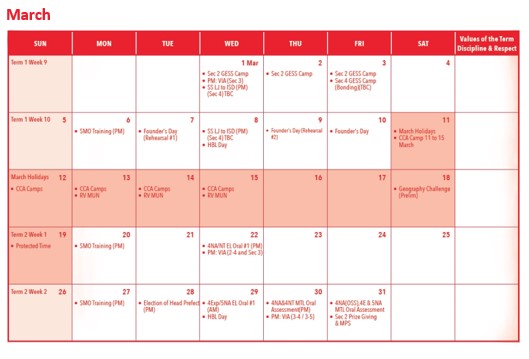 March
SUN MON TUE WED THU FRI SAT Values of the Term
Discipline & Respect
Term 1 Week 9
1 Mar
• Sec 2 GESS Camp
• PM: VIA (Sec 3)
• SS LJ to ISD (PM)
(Sec 4) TBC
2
• Sec 2 GESS Camp
3
• Sec 2 GESS Camp
• Sec 4 GESS Camp
(Bonding)(TBC)
4
Term 1 Week 10 5
6
• SMO Training (PM)
7
• Founder's Day
(Rehearsal #1)
8
• SS LJ to ISD (PM)
(Sec 4) TBC
• HBL Day
9
• Founder's Day (Rehearsal
#2)
10
• Founder's Day
11
• March Holidays
• CCA Camp 11 to 15
March
March Holidays 12
• CCA Camps
13
• CCA Camps
• RV MUN
14
• CCA Camps
• RV MUN
15
• CCA Camps
• RV MUN
16
17
18
• Geography Challenge
(Prelim)
Term 2 Week 1 19
• Protected Time
20
• SMO Training (PM)
21
22
• 4NA/NT EL Oral #1 (PM)
• PM: VIA (2-4 and Sec 3)
23
24
25
Term 2 Week 2 26
27
• SMO Training (PM)
28
• Election of Head Prefect
(PM)
29
• 4Exp/5NA EL Oral #1
(AM)
• HBL Day
30
• 4NA&4NT MTL Oral
Assessment(PM)
• PM: VIA (3-4 / 3-5)
31
• 4NA(OSS),4E & 5NA
MTL Oral Assessment
• Sec 2 Prize Giving
& MPS